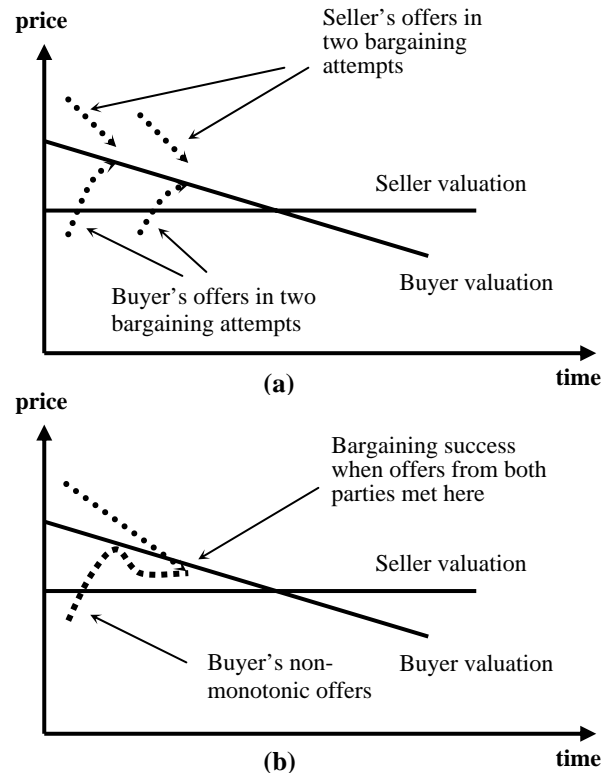 price
Seller’s offers in
two bargaining
attempts
Seller valuation
Buyer’s offers in two
bargaining attempts
Buyer valuation
time
(a)
price
Bargaining success
when offers from both
parties met here
Seller valuation
Buyer’s non-
monotonic offers
Buyer valuation
time
(b)